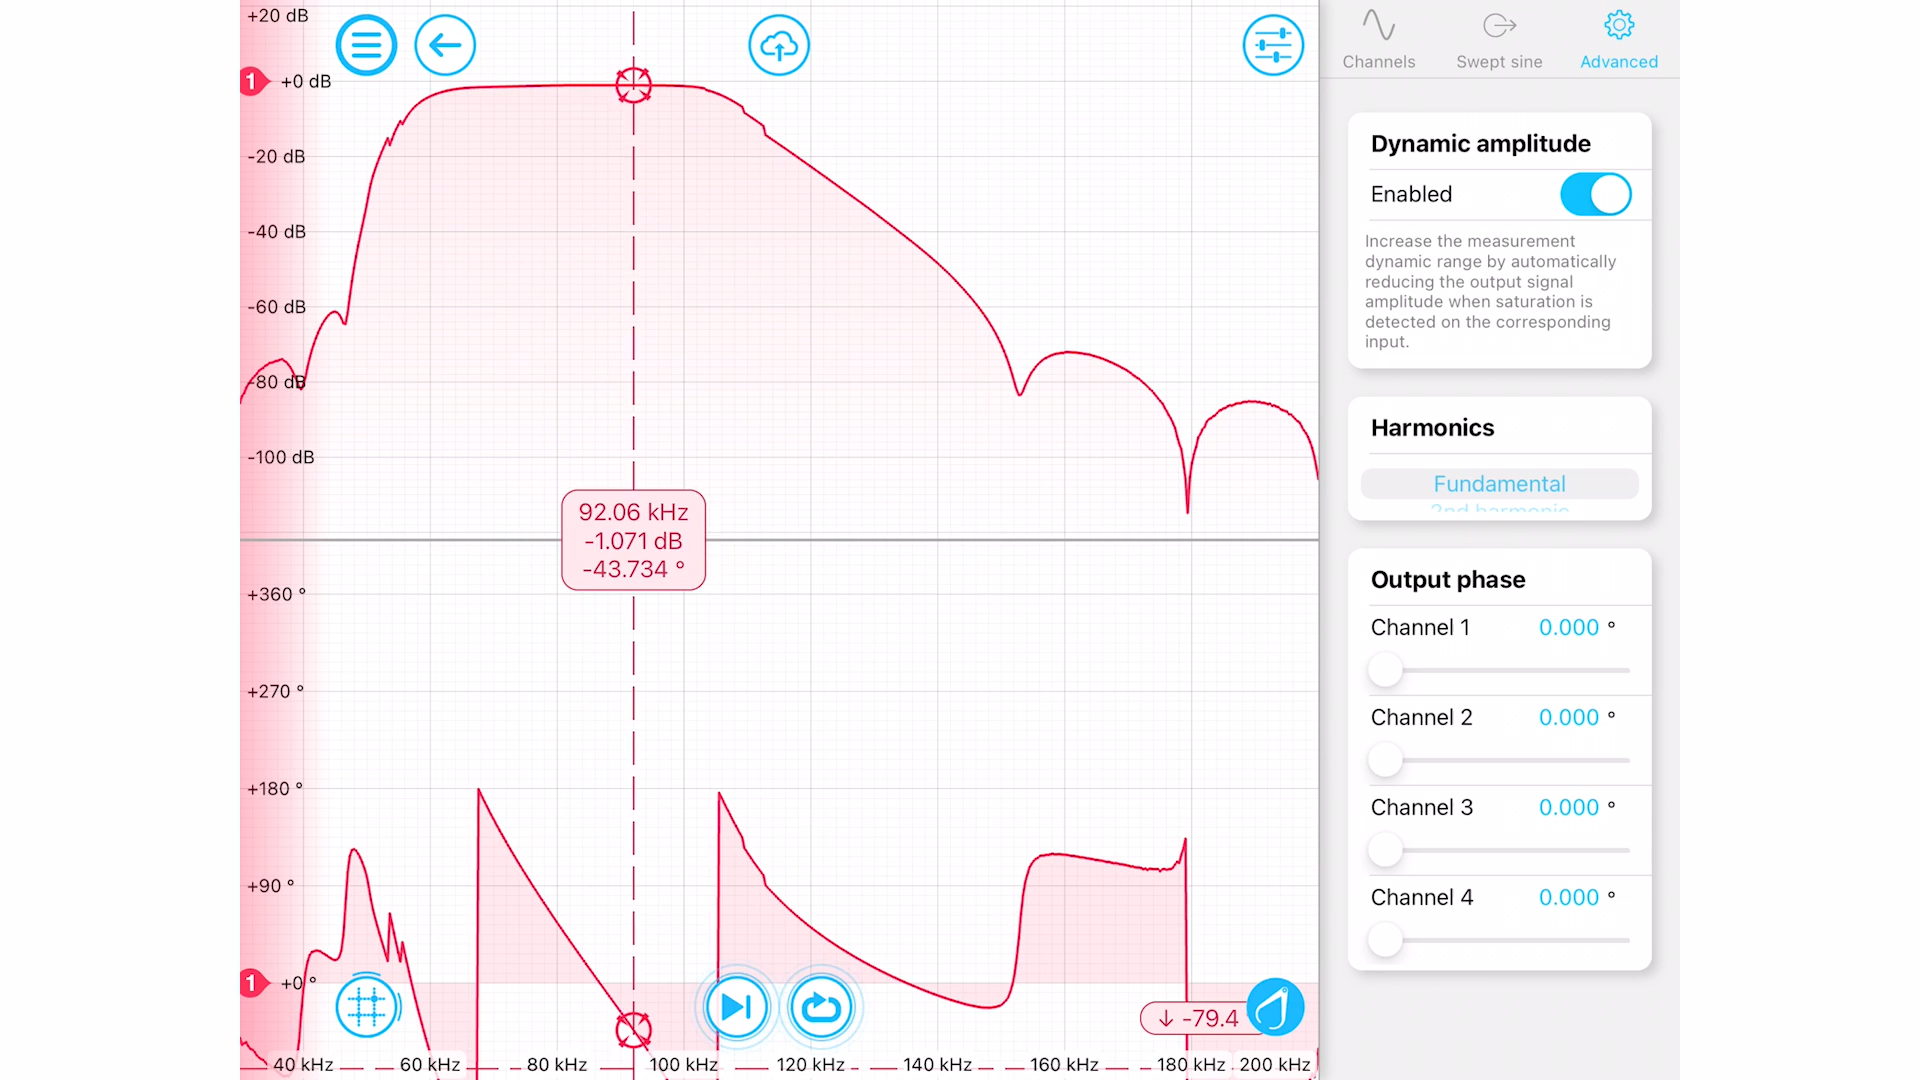 +20 dB
1
+0 dB
-20 dB
-40 dB
-60 dB
-80 dB
-100 dB
92.06 kHz
-1.071 dB
-43.734 °
+360 °
+270 °
+180 °
+90 °
1
+0 °
↓ -79.4
40 kHz
60 kHz
80 kHz
100 kHz
120 kHz
140 kHz
160 kHz
180 kHz
200 kHz
Channels
Swept sine
Advanced
Dynamic amplitude
Enabled
Increase the measurement
dynamic range by automatically
reducing the output signal
amplitude when saturation is
detected on the corresponding
input.
Harmonics
Fundamental
2nd harmonic
Output phase
Channel 1 0.000 °
Channel 2 0.000 °
Channel 3 0.000 °
Channel 4 0.000 °